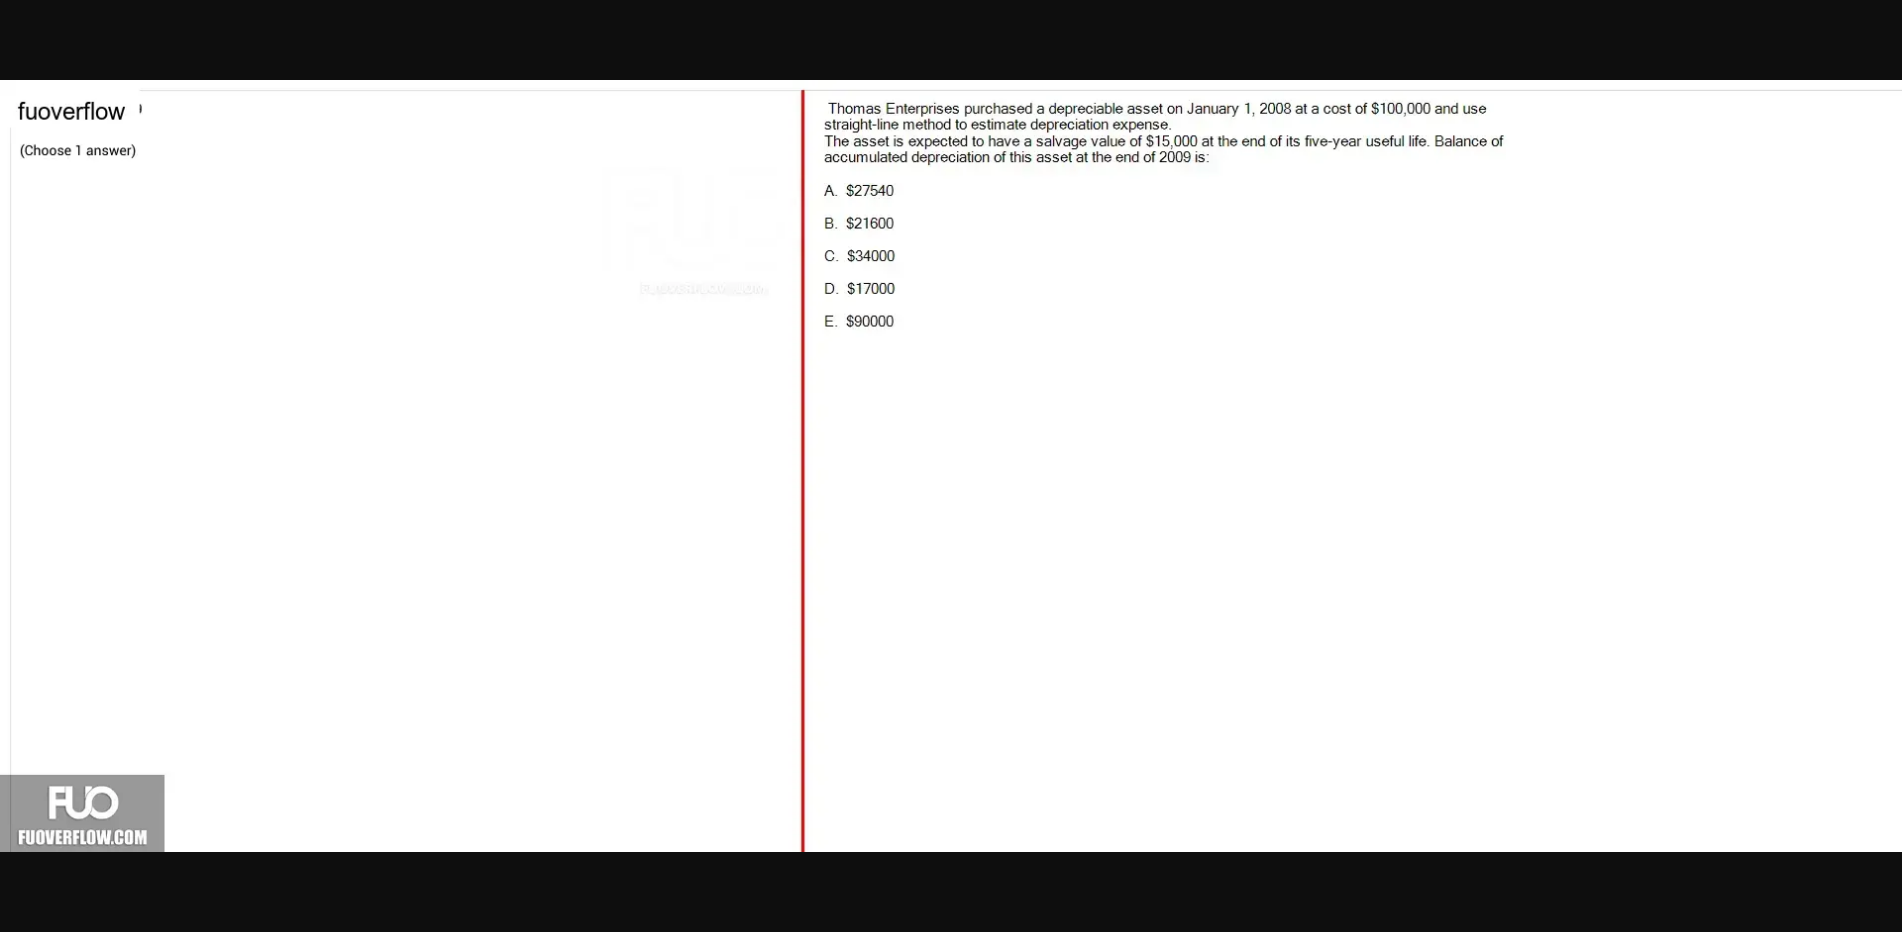 fuoverflow
(Choose 1 answer)
Thomas Enterprises purchased a depreciable asset on January 1, 2008 at a cost of $100,000 and use
straight-line method to estimate depreciation expense.
The asset is expected to have a salvage value of $15,000 at the end of its five-year useful life. Balance of
accumulated depreciation of this asset at the end of 2009 is:
A. $27540
B. $21600
C. $34000
D. $17000
E. $90000
FUOVERFLOW.COM
FUO
FUOVERFLOW.COM